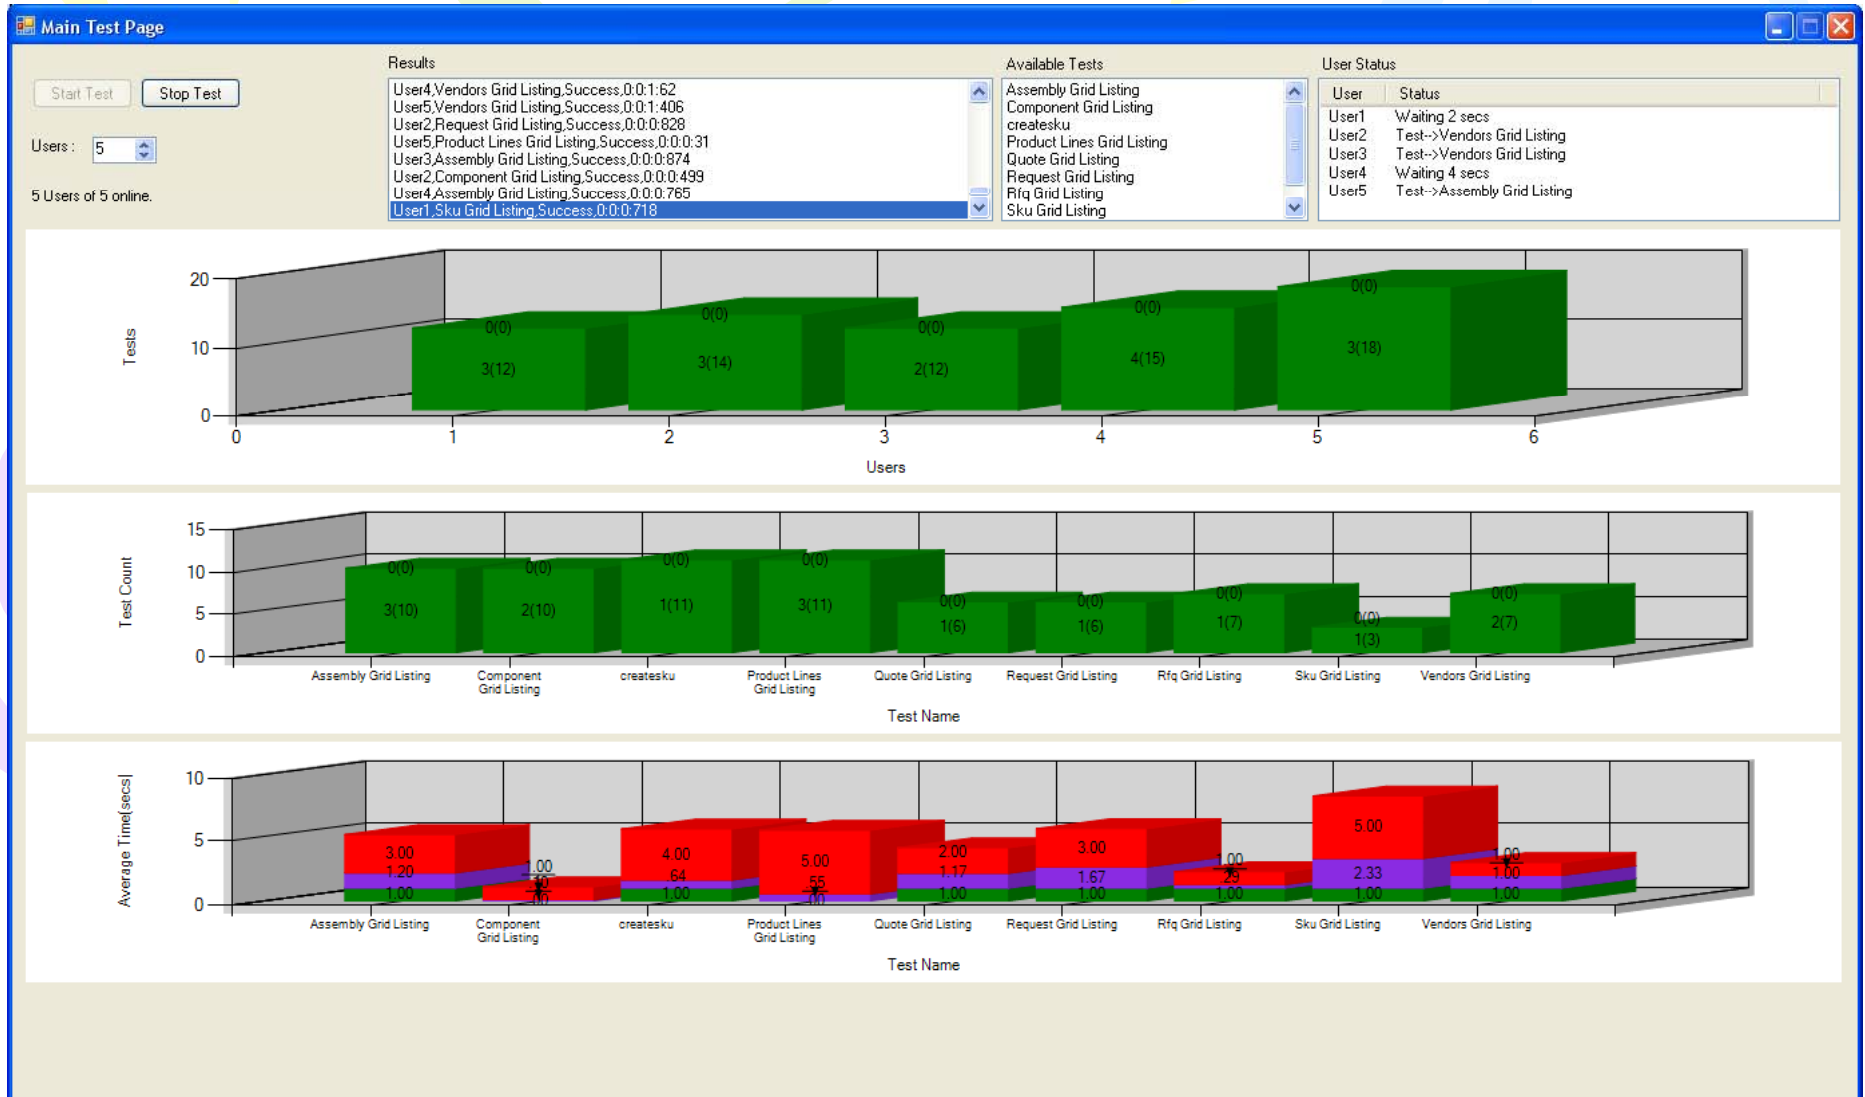 Main Test Page
Start Test
Stop Test
Users :
5
5 Users of 5 online.
Results
User4,Vendors Grid Listing,Success,0:0:1:62
User5,Vendors Grid Listing,Success,0:0:1:406
User2,Request Grid Listing,Success,0:0:0:828
User5,Product Lines Grid Listing,Success,0:0:0:31
User3,Assembly Grid Listing,Success,0:0:0:874
User2,Component Grid Listing,Success,0:0:0:499
User4,Assembly Grid Listing,Success,0:0:0:765
User1,Sku Grid Listing,Success,0:0:0:718
Available Tests
Assembly Grid Listing
Component Grid Listing
createsku
Product Lines Grid Listing
Quote Grid Listing
Request Grid Listing
Rfq Grid Listing
Sku Grid Listing
User Status
User Status
User1 Waiting 2 secs
User2 Test-->Vendors Grid Listing
User3 Test-->Vendors Grid Listing
User4 Waiting 4 secs
User5 Test-->Assembly Grid Listing
Tests
20
10
0
0(0) 0(0) 0(0) 0(0) 0(0)
3(12) 3(14) 2(12) 4(15) 3(18)
0 1 2 3 4 5 6
Users
Test Count
15
10
5
0
0(0) 0(0) 0(0) 0(0) 0(0) 0(0) 0(0) 0(0) 0(0)
3(10) 2(10) 1(11) 3(11) 1(6) 1(6) 1(7) 1(3) 2(7)
Assembly Grid Listing
Component
Grid Listing
createsku
Product Lines
Grid Listing
Quote Grid Listing
Request Grid Listing
Rfq Grid Listing
Sku Grid Listing
Vendors Grid Listing
Test Name
Average Time[secs]
10
5
0
3.00 1.00 4.00 5.00 2.00 3.00 1.00 5.00 1.00
1.20 .64 .55 1.17 1.67 .29 2.33 1.00
1.00 1.00 .00 1.00 1.00 1.00 1.00 1.00
Assembly Grid Listing
Component
Grid Listing
createsku
Product Lines
Grid Listing
Quote Grid Listing
Request Grid Listing
Rfq Grid Listing
Sku Grid Listing
Vendors Grid Listing
Test Name